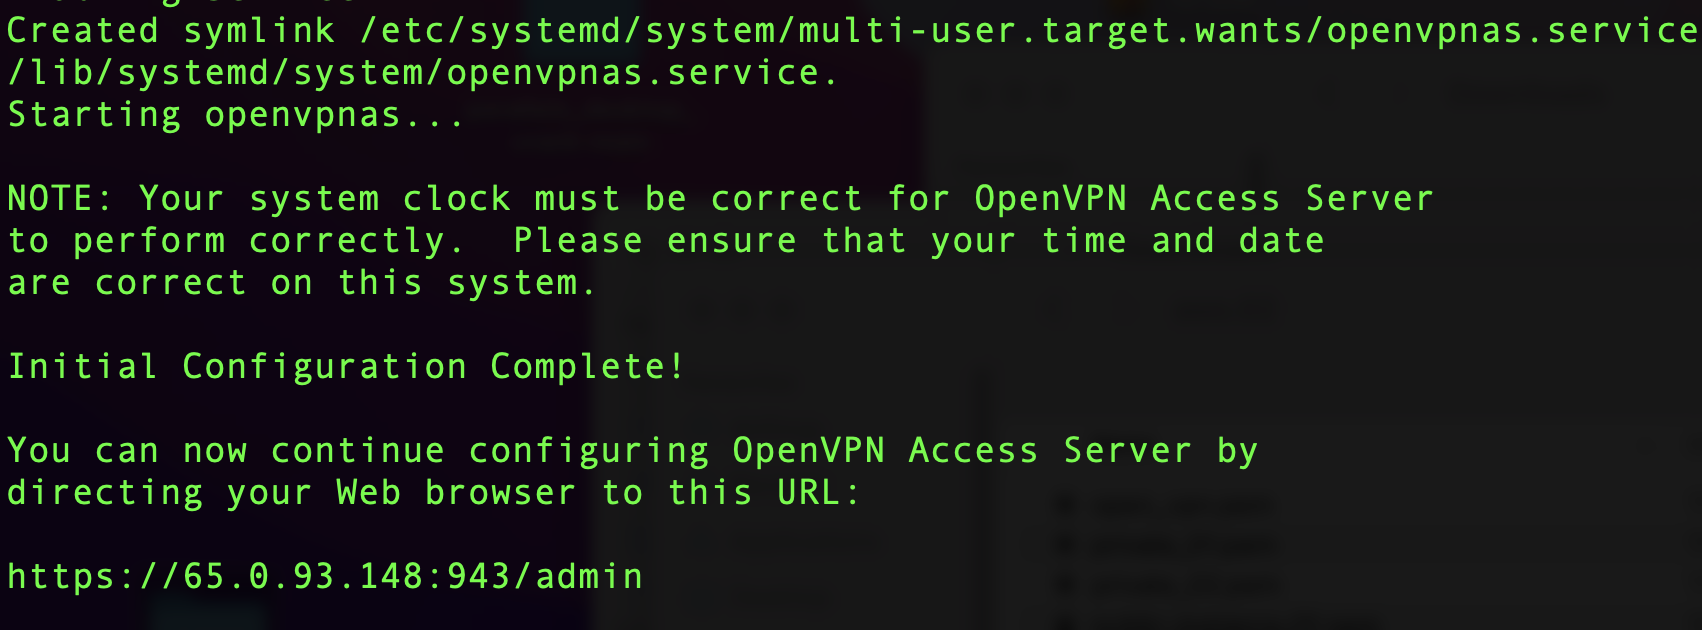 Created symlink /etc/systemd/system/multi-user.target.wants/openvpnas.service
/lib/systemd/system/openvpnas.service.
Starting openvpnas...
NOTE: Your system clock must be correct for OpenVPN Access Server
to perform correctly.  Please ensure that your time and date
are correct on this system.
Initial Configuration Complete!
You can now continue configuring OpenVPN Access Server by
directing your Web browser to this URL:
https://65.0.93.148:943/admin